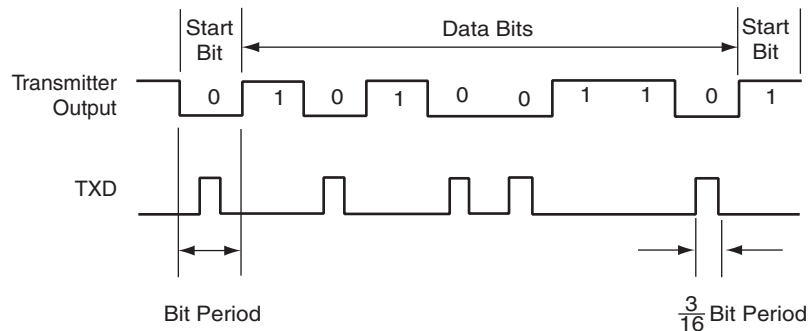 Start Bit
Data Bits
Start Bit
Transmitter Output
0 1 0 1 0 0 1 1 0 1
TXD
Bit Period
3/16 Bit Period